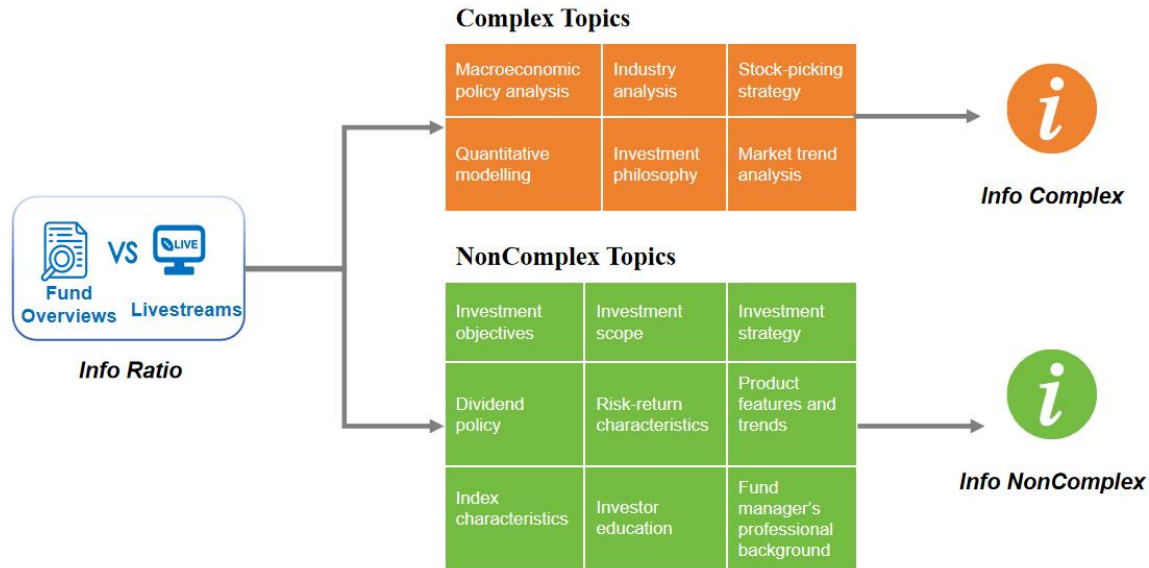 Complex Topics
Macroeconomic
policy analysis
Industry
analysis
Stock-picking
strategy
Quantitative
modelling
Investment
philosophy
Market trend
analysis
i
Info Complex
VS
LIVE
Fund
Overviews
Livestreams
Info Ratio
NonComplex Topics
Investment
objectives
Investment
scope
Investment
strategy
Dividend
policy
Risk-return
characteristics
Product
features and
trends
Index
characteristics
Investor
education
Fund
manager's
professional
background
i
Info NonComplex